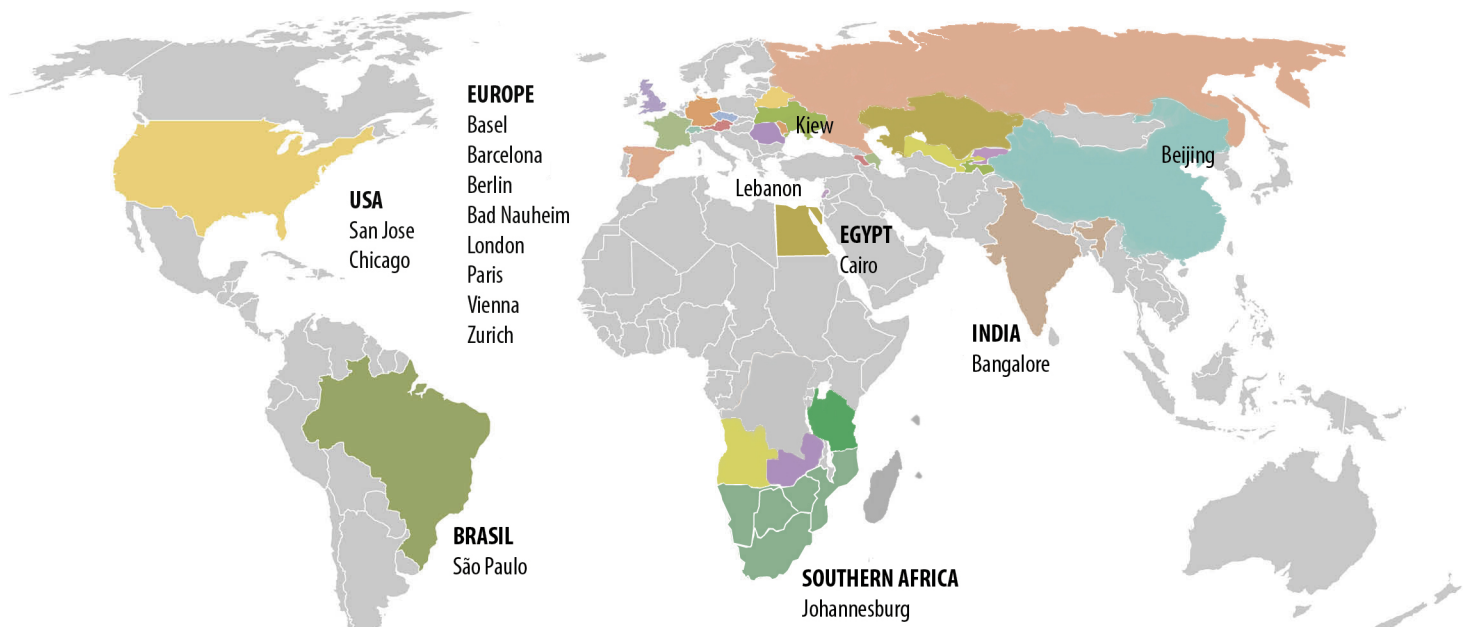 USA
San Jose
Chicago
BRASIL
São Paulo
EUROPE
Basel
Barcelona
Berlin
Bad Nauheim
London
Paris
Vienna
Zurich
Kiew
Lebanon
EGYPT
Cairo
SOUTHERN AFRICA
Johannesburg
INDIA
Bangalore
Beijing